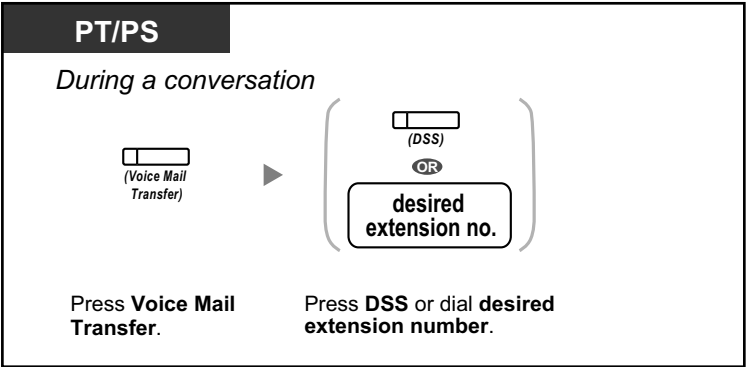 PT/PS
During a conversation
(DSS)
OR
(Voice Mail
Transfer)
desired
extension no.
Press Voice Mail
Transfer.
Press DSS or dial desired
extension number.